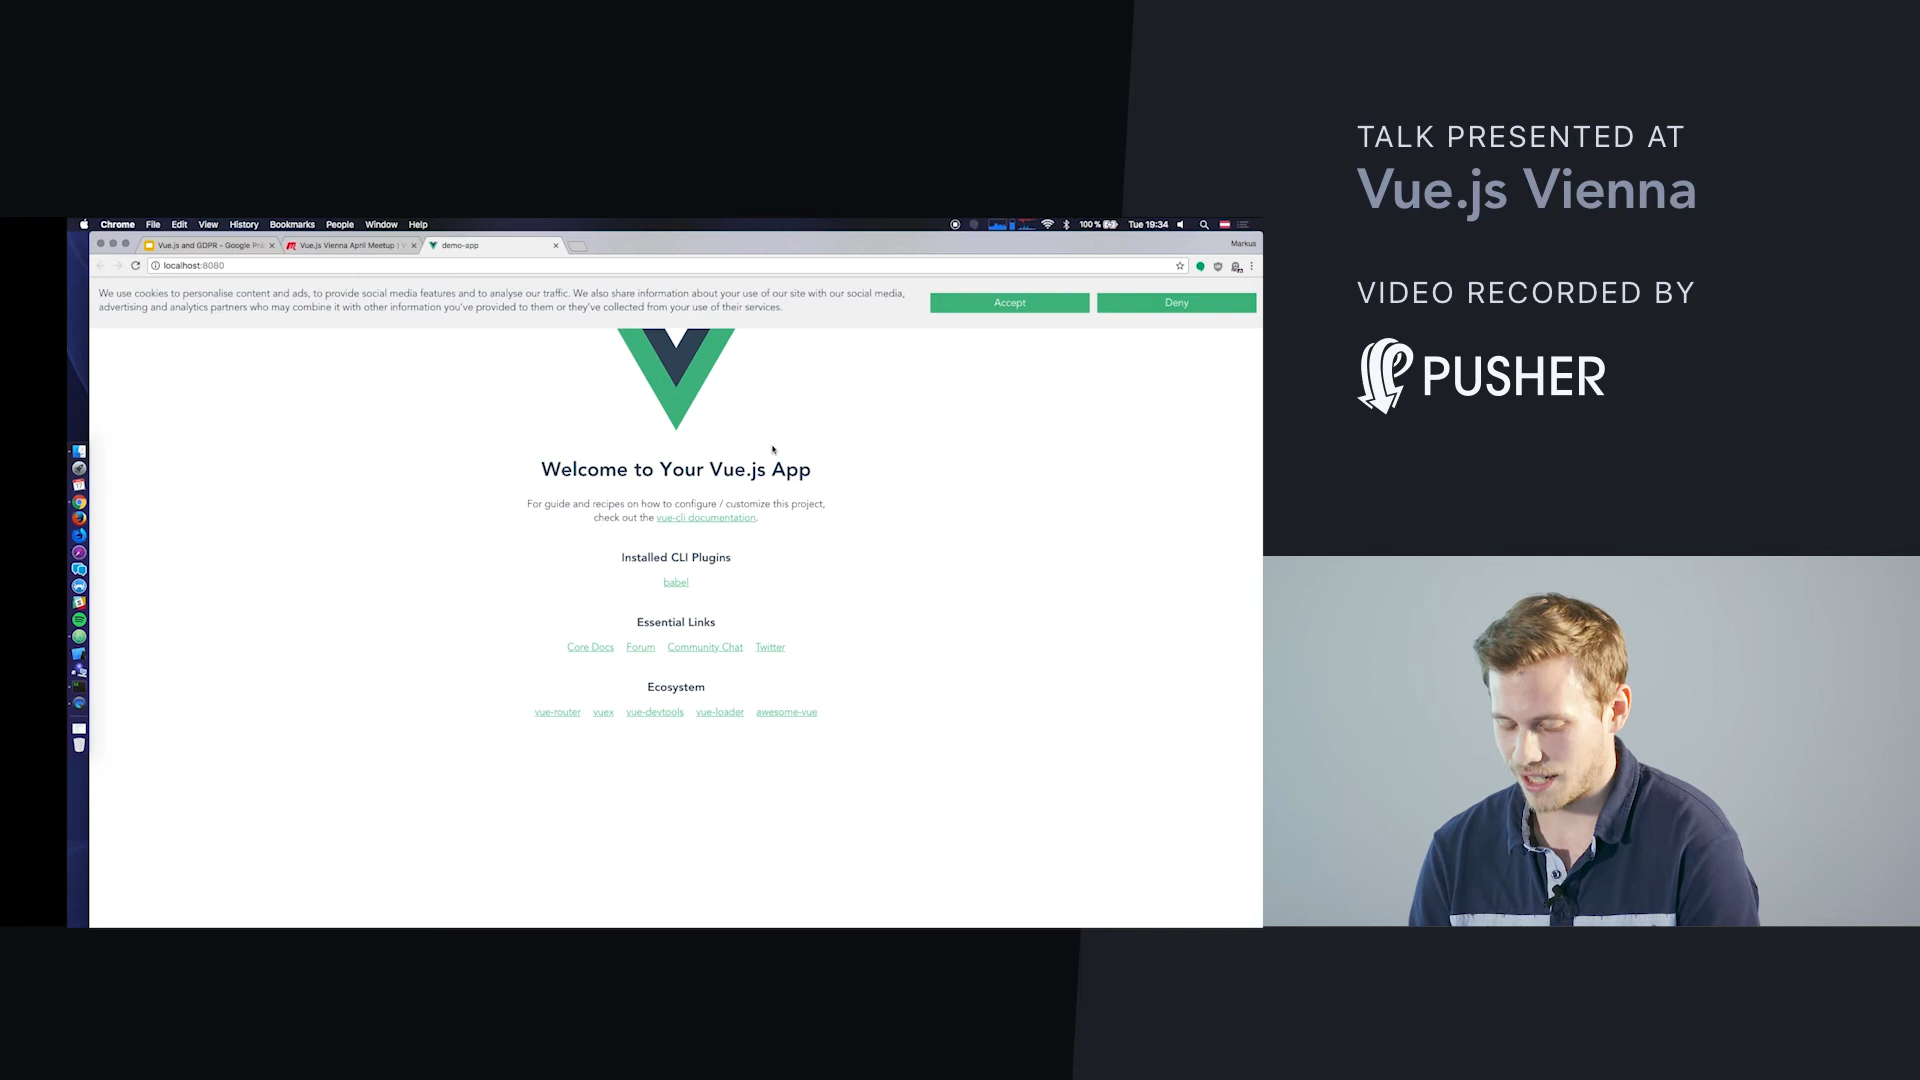 TALK PRESENTED AT
Vue.js Vienna
VIDEO RECORDED BY
PUSHER
Chrome File Edit View History Bookmarks People Window Help
100% Tue 19:34
Vue.js and GDPR - Google Prä
Vue.js Vienna April Meetup | V
demo-app
Markus
localhost:8080
We use cookies to personalise content and ads, to provide social media features and to analyse our traffic. We also share information about your use of our site with our social media,
advertising and analytics partners who may combine it with other information you've provided to them or they've collected from your use of their services.
Accept
Deny
Welcome to Your Vue.js App
For guide and recipes on how to configure / customize this project,
check out the vue-cli documentation.
Installed CLI Plugins
babel
Essential Links
Core Docs Forum Community Chat Twitter
Ecosystem
vue-router vuex vue-devtools vue-loader awesome-vue